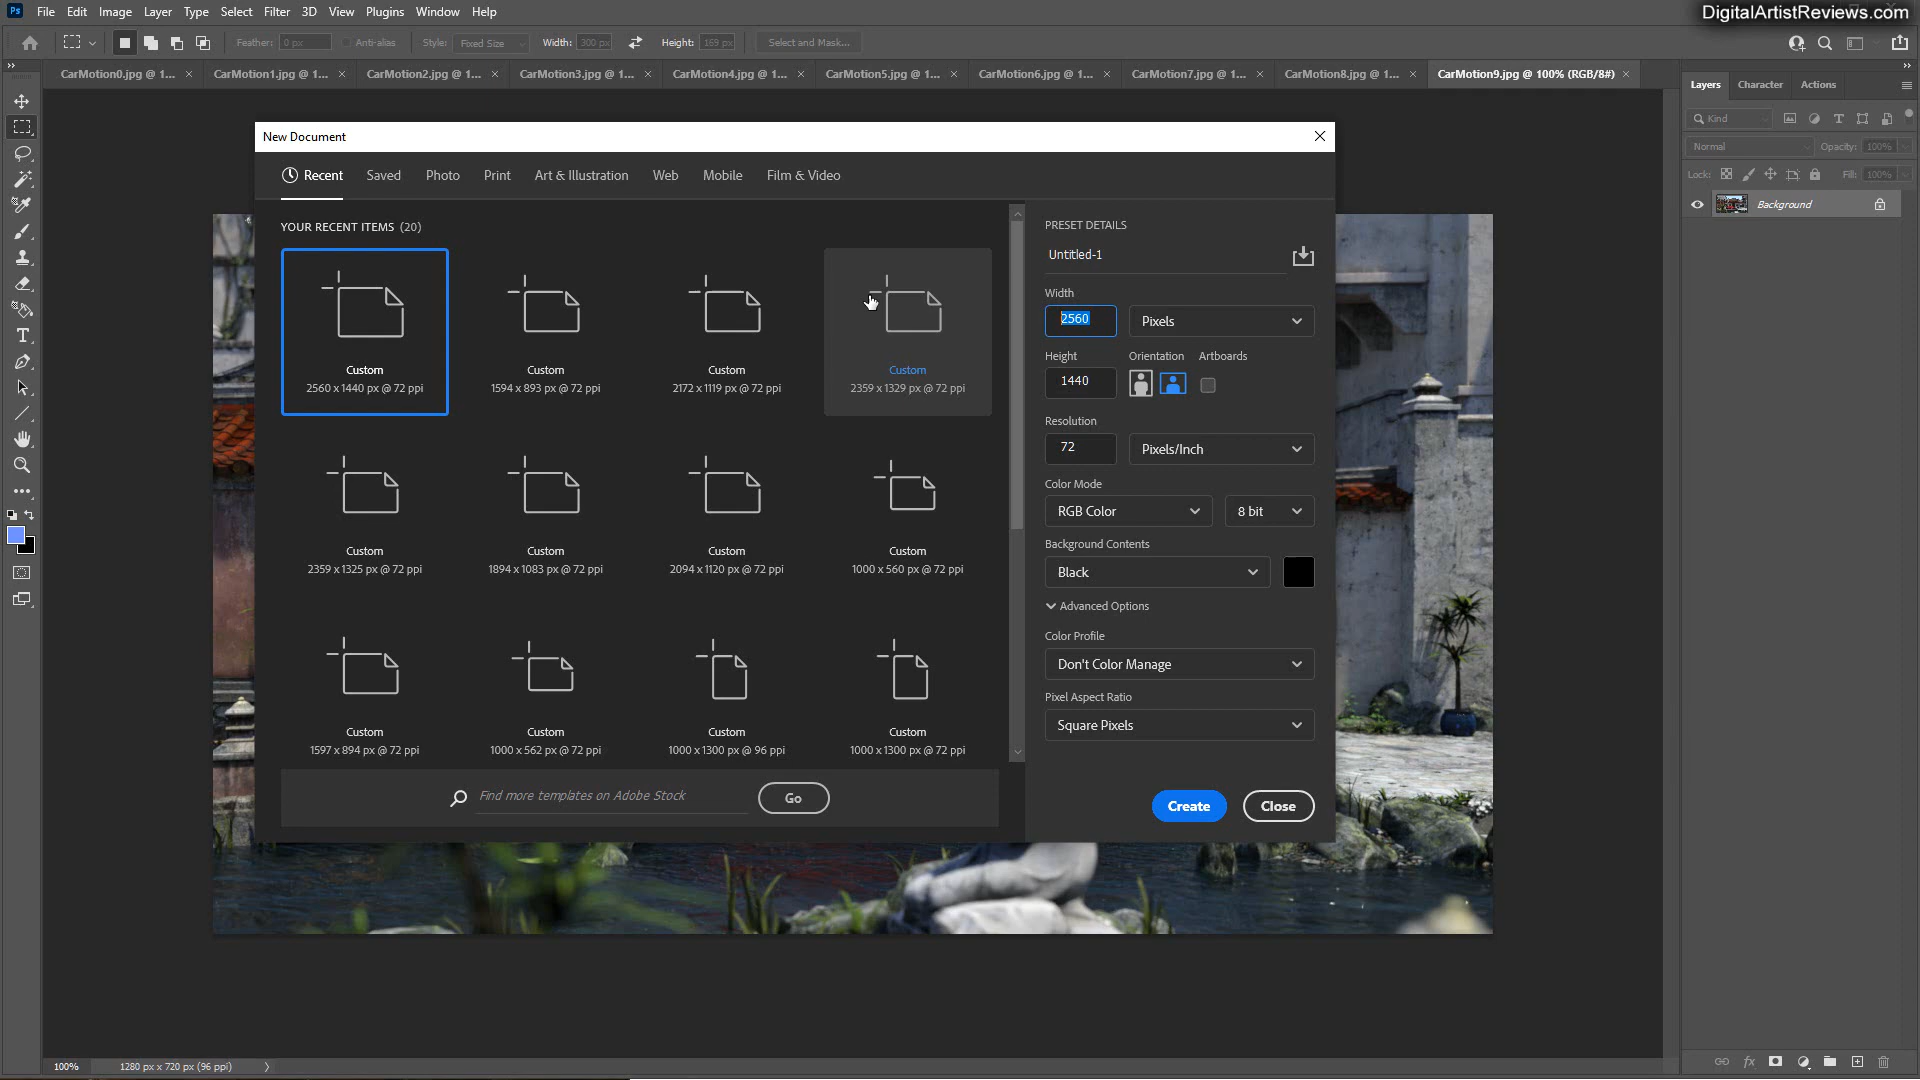 Ps File Edit Image Layer Type Select Filter 3D View Plugins Window Help
DigitalArtistReviews.com
Feather: 0 px Anti-alias Style: Fixed Size Width: 300 px Height: 169 px Select and Mask...
CarMotion0.jpg @ 1... × CarMotion1.jpg @ 1... × CarMotion2.jpg @ 1... × CarMotion3.jpg @ 1... × CarMotion4.jpg @ 1... × CarMotion5.jpg @ 1... × CarMotion6.jpg @ 1... × CarMotion7.jpg @ 1... × CarMotion8.jpg @ 1... × CarMotion9.jpg @ 100% (RGB/8#) ×
Layers Character Actions
Kind
Normal Opacity: 100%
Lock: Fill: 100%
Background
New Document
Recent Saved Photo Print Art & Illustration Web Mobile Film & Video
YOUR RECENT ITEMS (20)
Custom Custom Custom Custom
2560 x 1440 px @ 72 ppi 1594 x 893 px @ 72 ppi 2172 x 1119 px @ 72 ppi 2359 x 1329 px @ 72 ppi
Custom Custom Custom Custom
2359 x 1325 px @ 72 ppi 1894 x 1083 px @ 72 ppi 2094 x 1120 px @ 72 ppi 1000 x 560 px @ 72 ppi
Custom Custom Custom Custom
1597 x 894 px @ 72 ppi 1000 x 562 px @ 72 ppi 1000 x 1300 px @ 96 ppi 1000 x 1300 px @ 72 ppi
Find more templates on Adobe Stock Go
PRESET DETAILS
Untitled-1
Width
2560 Pixels
Height Orientation Artboards
1440
Resolution
72 Pixels/Inch
Color Mode
RGB Color 8 bit
Background Contents
Black
Advanced Options
Color Profile
Don't Color Manage
Pixel Aspect Ratio
Square Pixels
Create Close
100% 1280 px x 720 px (96 ppi)